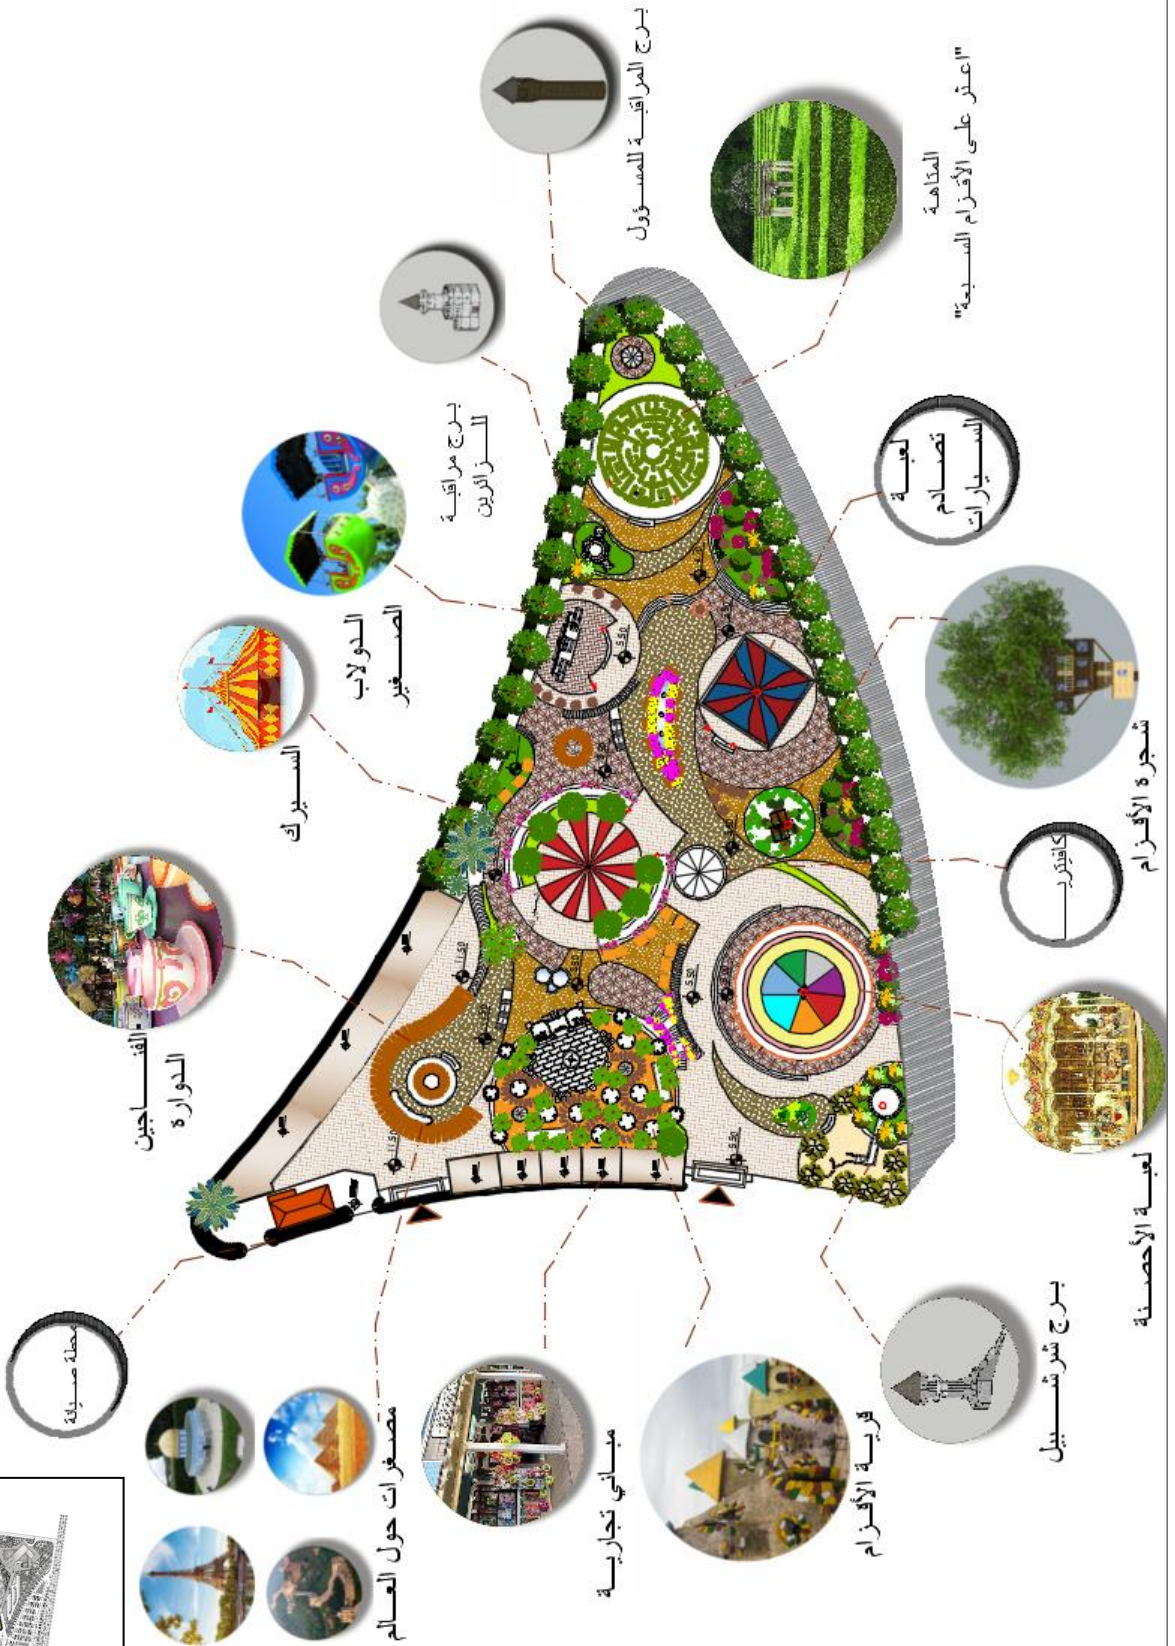 برج المراقبة للمسؤول
المتاهة
"اعثر على الأقزام السبعة"
برج مراقبة
للزائرين
لعبة
تصادم
السيارات
الدولاب
الصغير
شجرة الأقزام
السيرك
كافيتريا
الفناجين
الدوارة
لعبة الأحصنة
برج شرشبيل
محطة صيانة
قرية الأقزام
مباني تجارية
مصغرات حول العالم